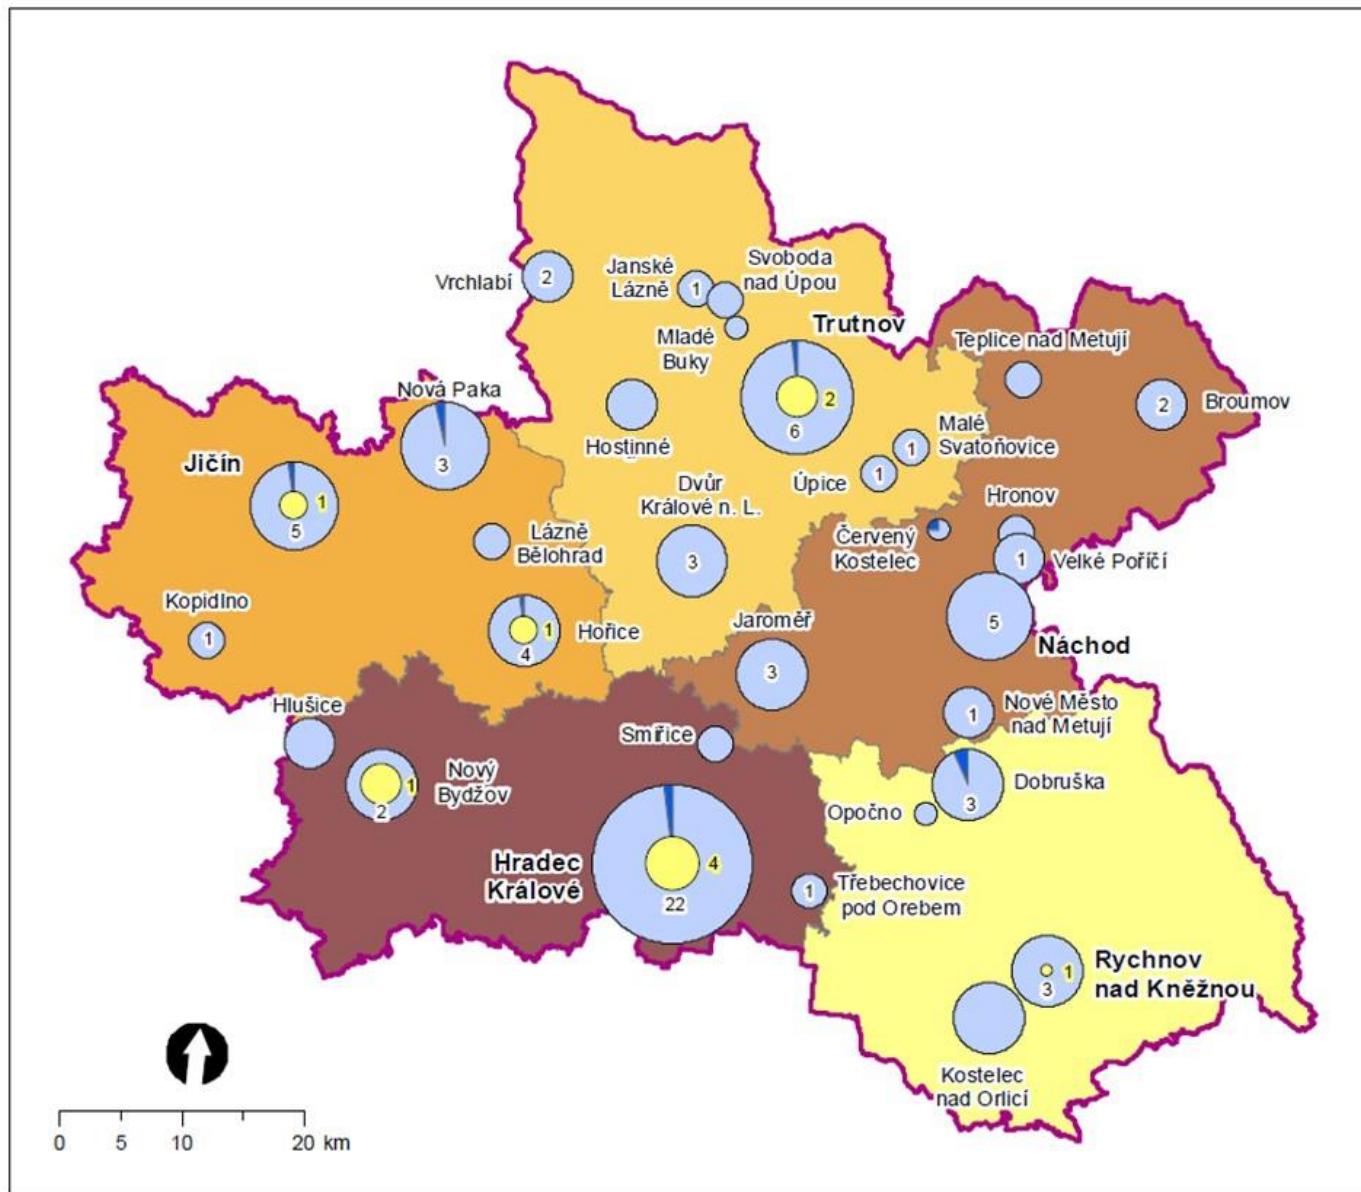 Vrchlabí
2
Janské
Lázně
1
Svoboda
nad Úpou
Mladé
Buky
Trutnov
2
6
Teplice nad Metují
2
Broumov
Nová Paka
3
Hostinné
Malé
Svatoňovice
1
Úpice
1
Jičín
1
5
Lázně
Bělohrad
Dvůr
Králové n. L.
3
Červený
Kostelec
Hronov
1
Velké Poříčí
5
Náchod
Kopidlno
1
1
4
Hořice
Jaroměř
3
Nové Město
nad Metují
1
Hlušice
Smiřice
Nový
Bydžov
1
2
Dobruška
3
Opočno
Hradec
Králové
4
22
1
Třebechovice
pod Orebem
1
3
Rychnov
nad Kněžnou
Kostelec
nad Orlicí
0 5 10 20 km